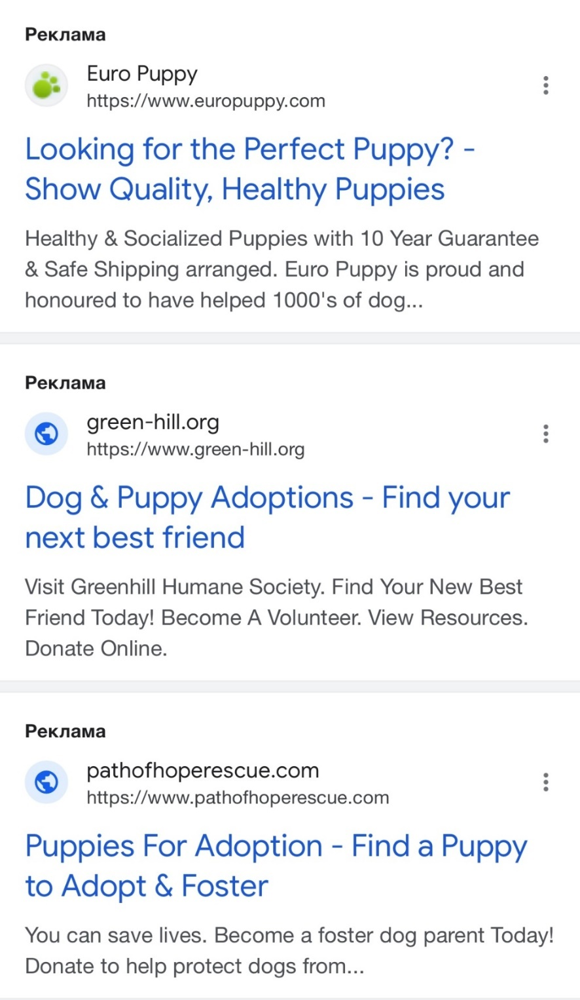 Реклама
Euro Puppy
https://www.europuppy.com
Looking for the Perfect Puppy? -
Show Quality, Healthy Puppies
Healthy & Socialized Puppies with 10 Year Guarantee
& Safe Shipping arranged. Euro Puppy is proud and
honoured to have helped 1000's of dog...
Реклама
green-hill.org
https://www.green-hill.org
Dog & Puppy Adoptions - Find your
next best friend
Visit Greenhill Humane Society. Find Your New Best
Friend Today! Become A Volunteer. View Resources.
Donate Online.
Реклама
pathofhoperescue.com
https://www.pathofhoperescue.com
Puppies For Adoption - Find a Puppy
to Adopt & Foster
You can save lives. Become a foster dog parent Today!
Donate to help protect dogs from...